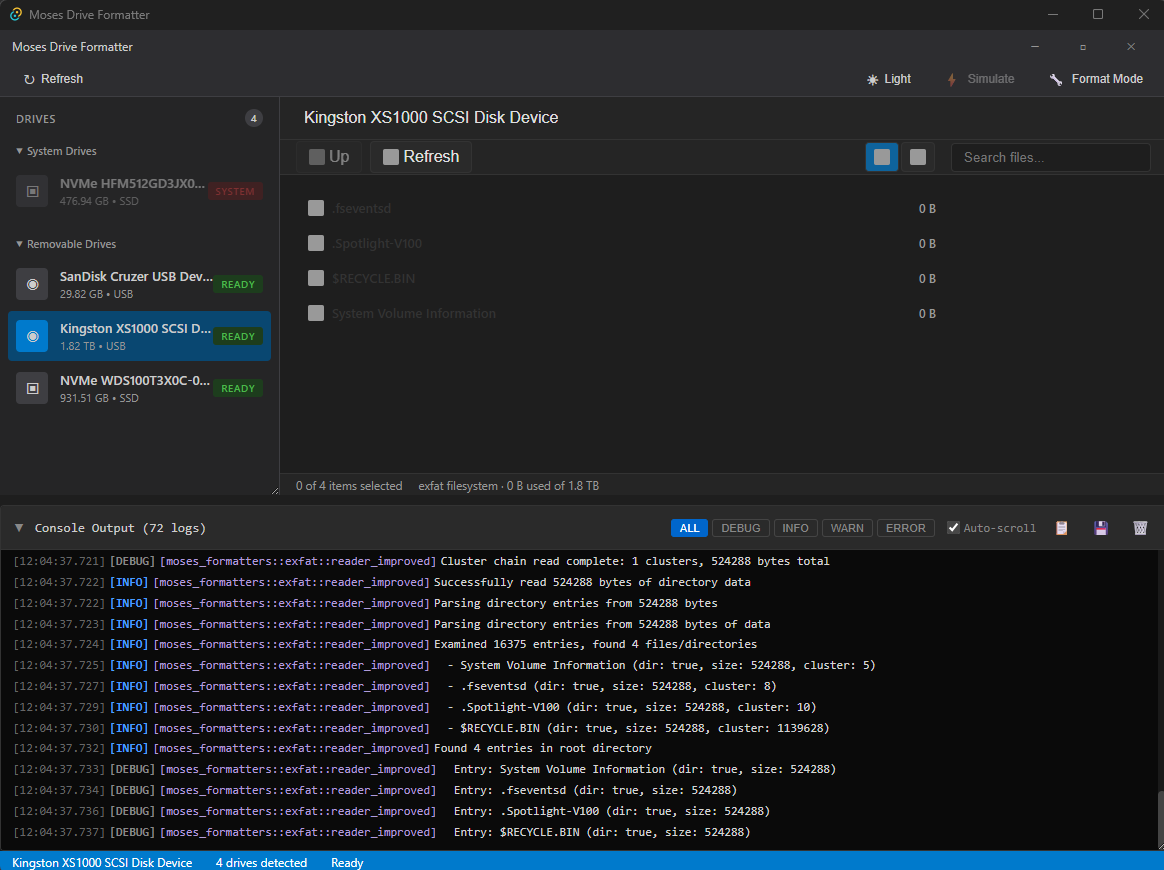 Moses Drive Formatter
Moses Drive Formatter
↻ Refresh
Light
Simulate
Format Mode
DRIVES 4
▾ System Drives
NVMe HFM512GD3JX0... SYSTEM
476.94 GB • SSD
▾ Removable Drives
SanDisk Cruzer USB Dev... READY
29.82 GB • USB
Kingston XS1000 SCSI D... READY
1.82 TB • USB
NVMe WDS100T3X0C-0... READY
931.51 GB • SSD
Kingston XS1000 SCSI Disk Device
Up Refresh Search files...
.fseventsd 0 B
.Spotlight-V100 0 B
$RECYCLE.BIN 0 B
System Volume Information 0 B
0 of 4 items selected exfat filesystem · 0 B used of 1.8 TB
▼ Console Output (72 logs) ALL DEBUG INFO WARN ERROR Auto-scroll
[12:04:37.721] [DEBUG] [moses_formatters::exfat::reader_improved] Cluster chain read complete: 1 clusters, 524288 bytes total
[12:04:37.722] [INFO] [moses_formatters::exfat::reader_improved] Successfully read 524288 bytes of directory data
[12:04:37.722] [INFO] [moses_formatters::exfat::reader_improved] Parsing directory entries from 524288 bytes
[12:04:37.723] [INFO] [moses_formatters::exfat::reader_improved] Parsing directory entries from 524288 bytes of data
[12:04:37.724] [INFO] [moses_formatters::exfat::reader_improved] Examined 16375 entries, found 4 files/directories
[12:04:37.725] [INFO] [moses_formatters::exfat::reader_improved] - System Volume Information (dir: true, size: 524288, cluster: 5)
[12:04:37.727] [INFO] [moses_formatters::exfat::reader_improved] - .fseventsd (dir: true, size: 524288, cluster: 8)
[12:04:37.729] [INFO] [moses_formatters::exfat::reader_improved] - .Spotlight-V100 (dir: true, size: 524288, cluster: 10)
[12:04:37.730] [INFO] [moses_formatters::exfat::reader_improved] - $RECYCLE.BIN (dir: true, size: 524288, cluster: 1139628)
[12:04:37.732] [INFO] [moses_formatters::exfat::reader_improved] Found 4 entries in root directory
[12:04:37.733] [DEBUG] [moses_formatters::exfat::reader_improved] Entry: System Volume Information (dir: true, size: 524288)
[12:04:37.734] [DEBUG] [moses_formatters::exfat::reader_improved] Entry: .fseventsd (dir: true, size: 524288)
[12:04:37.736] [DEBUG] [moses_formatters::exfat::reader_improved] Entry: .Spotlight-V100 (dir: true, size: 524288)
[12:04:37.737] [DEBUG] [moses_formatters::exfat::reader_improved] Entry: $RECYCLE.BIN (dir: true, size: 524288)
Kingston XS1000 SCSI Disk Device 4 drives detected Ready